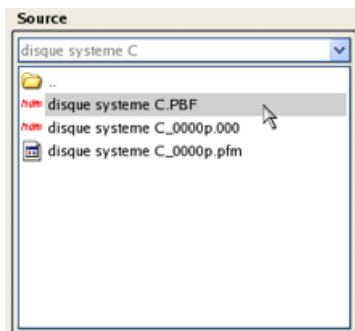 Source
disque systeme C
..
hdm disque systeme C.PBF
hdm disque systeme C_0000p.000
disque systeme C_0000p.pfm